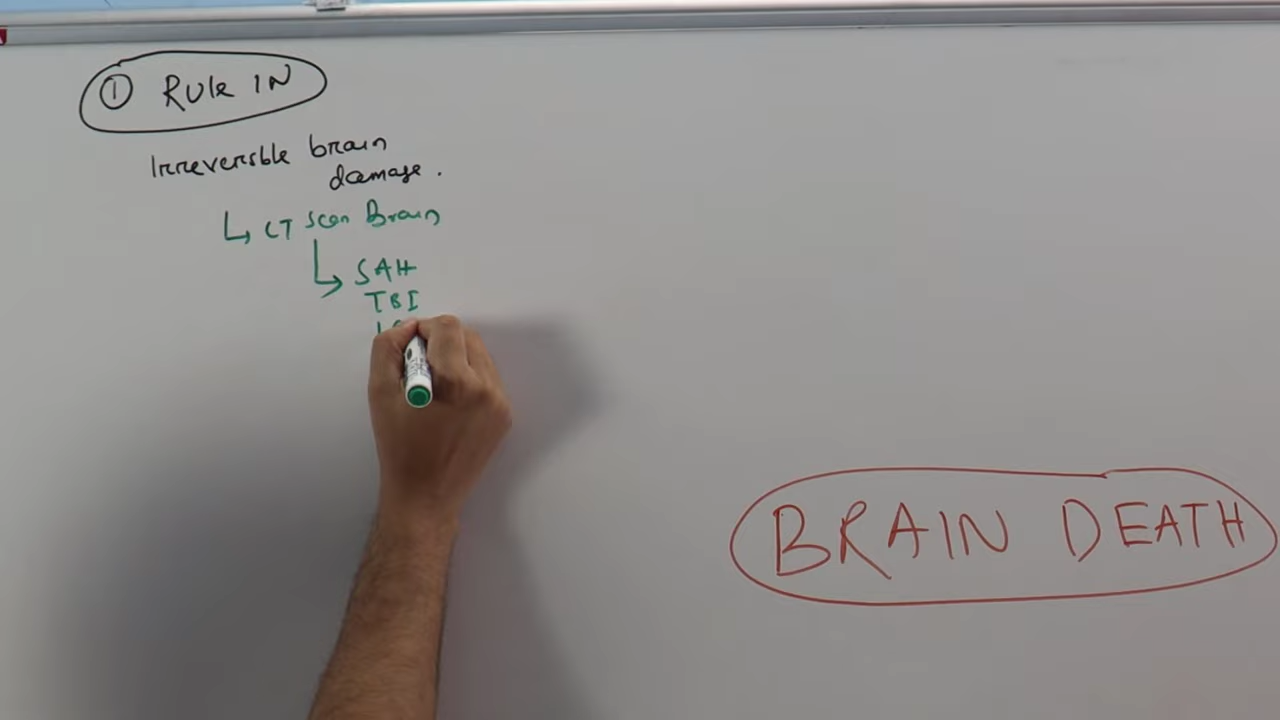 ① Rule IN
Irreversible brain
damage.
↳ CT Scan Brain
↳ SAH
TBI
BRAIN DEATH